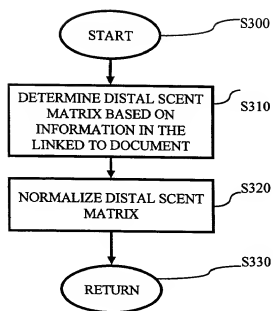 S300
START
S310
DETERMINE DISTAL SCENT
MATRIX BASED ON
INFORMATION IN THE
LINKED TO DOCUMENT
S320
NORMALIZE DISTAL SCENT
MATRIX
S330
RETURN